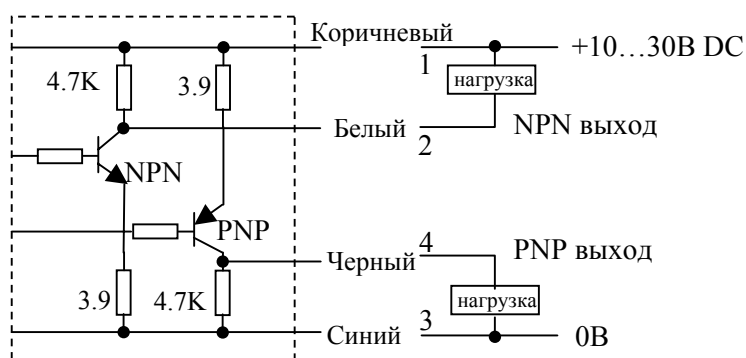 Коричневый
1
+10…30В DC
4.7K
3.9
нагрузка
Белый
2
NPN выход
NPN
PNP
Черный
4
PNP выход
3.9
4.7K
нагрузка
Синий
3
0В